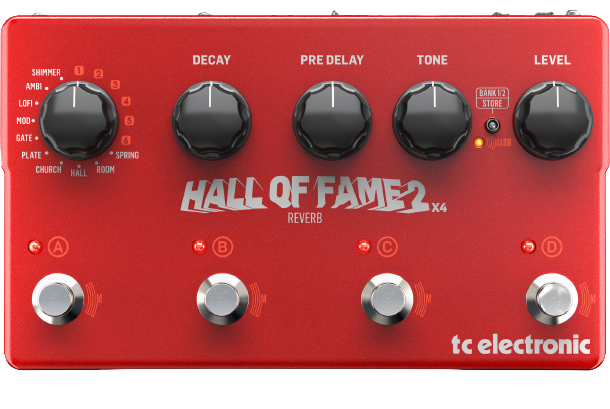 DECAY
PRE DELAY
TONE
LEVEL
SHIMMER
1
2
3
4
5
6
AMBI
LOFI
MOD
GATE
PLATE
CHURCH
HALL
ROOM
SPRING
BANK 1/2
STORE
MASH
HALL OF FAME 2 X4
REVERB
A
B
C
D
M
M
M
M
tc electronic